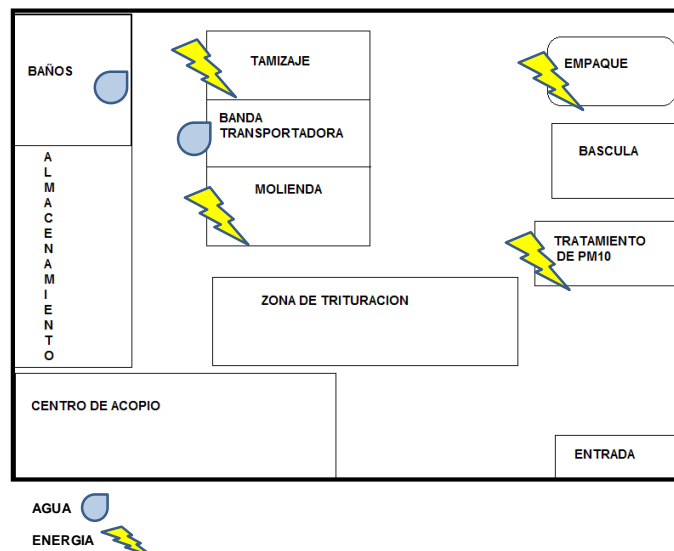 BAÑOS
TAMIZAJE
EMPAQUE
BANDA
TRANSPORTADORA
BASCULA
ALMACENAMIENTO
MOLIENDA
TRATAMIENTO
DE PM10
ZONA DE TRITURACION
CENTRO DE ACOPIO
ENTRADA
AGUA
ENERGIA